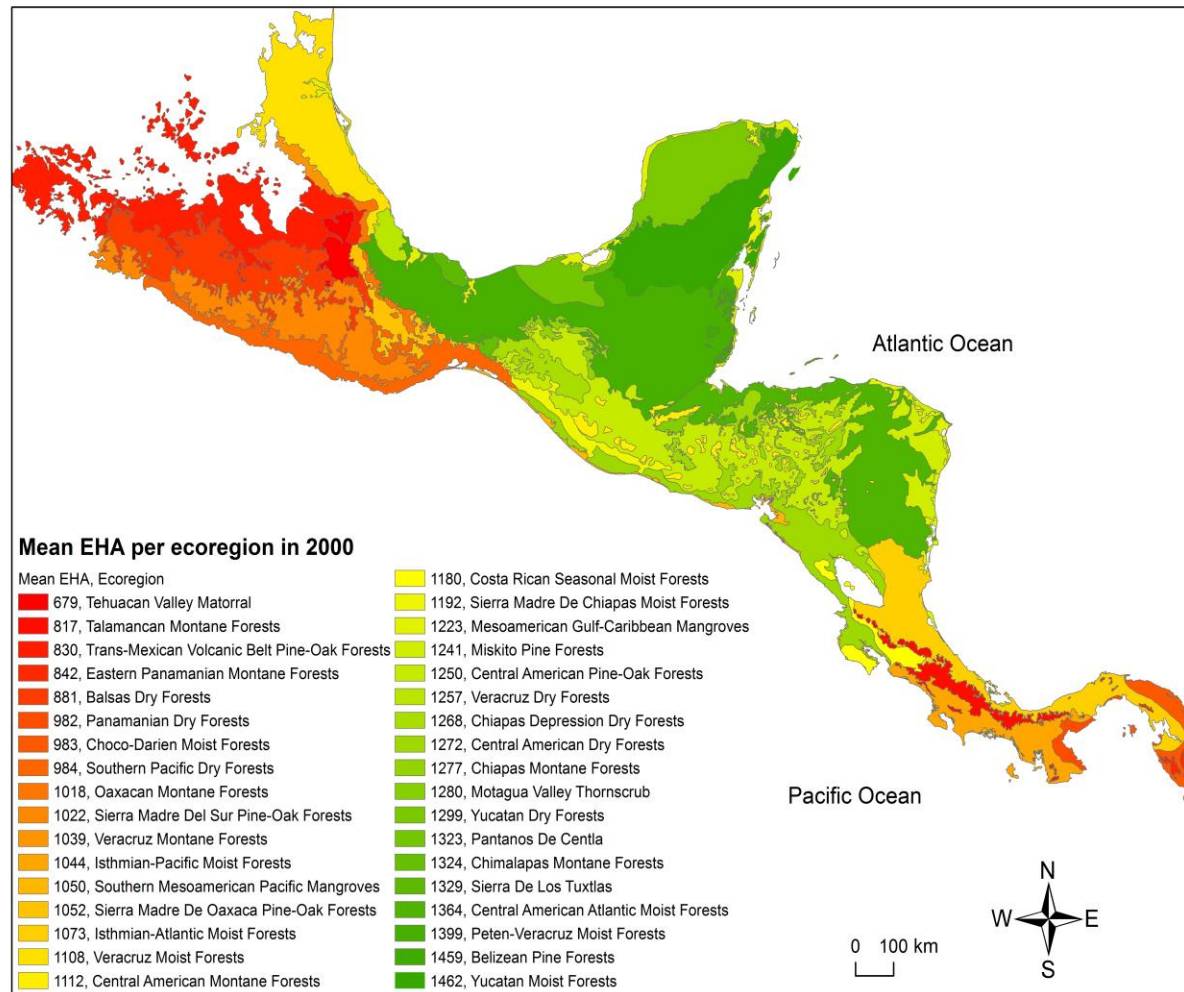 Atlantic Ocean
Pacific Ocean
Mean EHA per ecoregion in 2000
Mean EHA, Ecoregion
679, Tehuacan Valley Matorral
817, Talamancan Montane Forests
830, Trans-Mexican Volcanic Belt Pine-Oak Forests
842, Eastern Panamanian Montane Forests
881, Balsas Dry Forests
982, Panamanian Dry Forests
983, Choco-Darien Moist Forests
984, Southern Pacific Dry Forests
1018, Oaxacan Montane Forests
1022, Sierra Madre Del Sur Pine-Oak Forests
1039, Veracruz Montane Forests
1044, Isthmian-Pacific Moist Forests
1050, Southern Mesoamerican Pacific Mangroves
1052, Sierra Madre De Oaxaca Pine-Oak Forests
1073, Isthmian-Atlantic Moist Forests
1108, Veracruz Moist Forests
1112, Central American Montane Forests
1180, Costa Rican Seasonal Moist Forests
1192, Sierra Madre De Chiapas Moist Forests
1223, Mesoamerican Gulf-Caribbean Mangroves
1241, Miskito Pine Forests
1250, Central American Pine-Oak Forests
1257, Veracruz Dry Forests
1268, Chiapas Depression Dry Forests
1272, Central American Dry Forests
1277, Chiapas Montane Forests
1280, Motagua Valley Thornscrub
1299, Yucatan Dry Forests
1323, Pantanos De Centla
1324, Chimalapas Montane Forests
1329, Sierra De Los Tuxtlas
1364, Central American Atlantic Moist Forests
1399, Peten-Veracruz Moist Forests
1459, Belizean Pine Forests
1462, Yucatan Moist Forests
N
W E
S
0 100 km